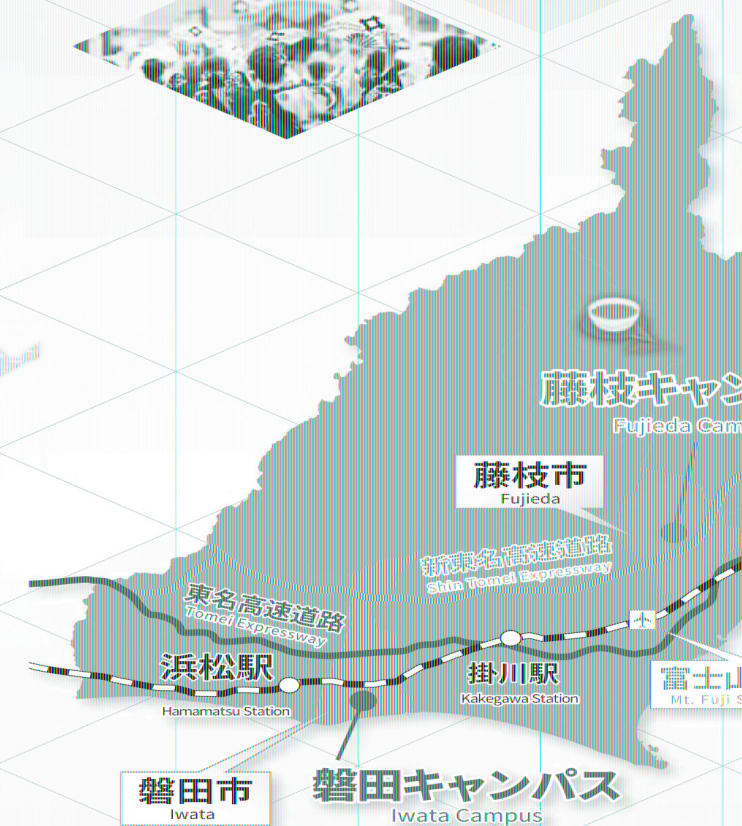 藤枝キャン
Fujieda Cam
藤枝市
Fujieda
新東名高速道路
Shin Tomei Expressway
東名高速道路
Tomei Expressway
浜松駅
Hamamatsu Station
掛川駅
Kakegawa Station
富士山
Mt. Fuji S
磐田市
Iwata
磐田キャンパス
Iwata Campus